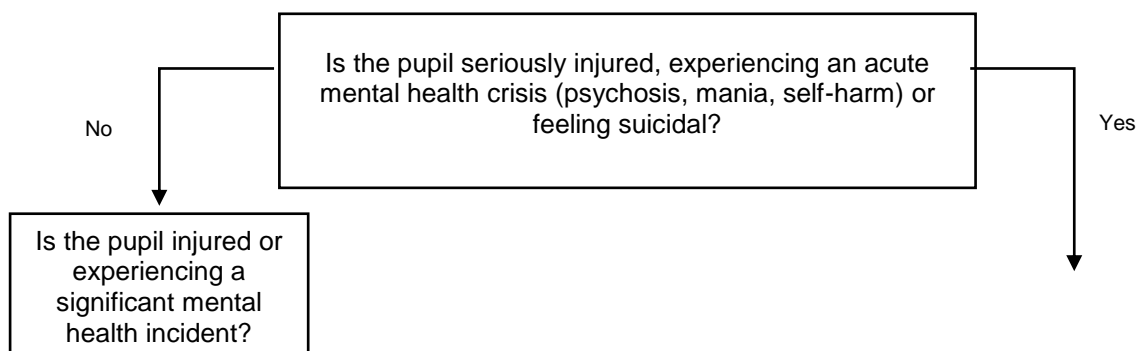 Is the pupil seriously injured, experiencing an acute
mental health crisis (psychosis, mania, self-harm) or
feeling suicidal?
No
Yes
Is the pupil injured or
experiencing a
significant mental
health incident?